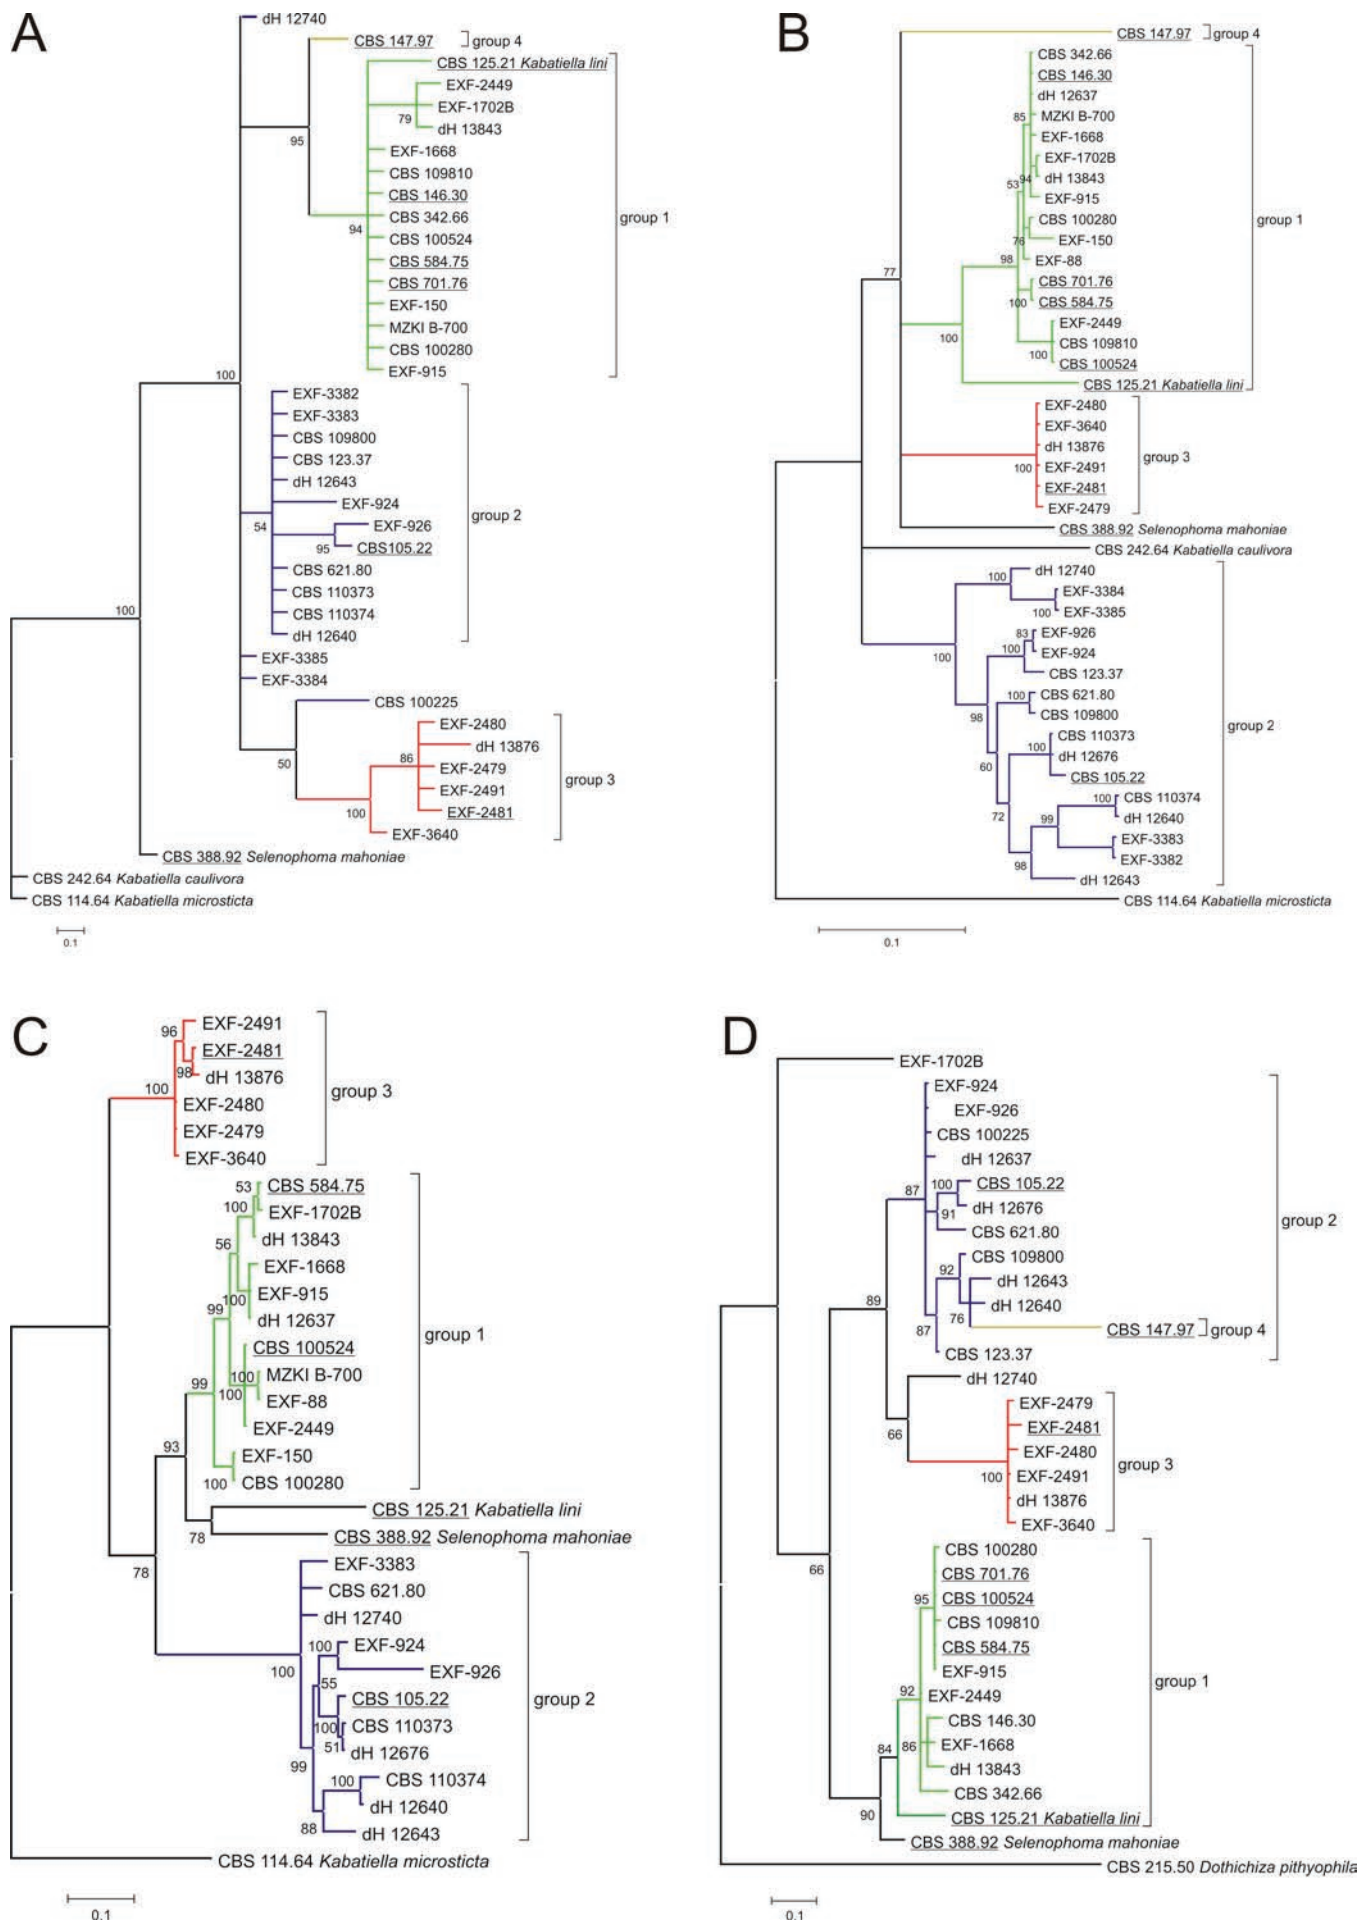 A
dH 12740
CBS 147.97
group 4
CBS 125.21 Kabatiella lini
EXF-2449
EXF-1702B
79
dH 13843
95
EXF-1668
CBS 109810
CBS 146.30
CBS 342.66
group 1
94
CBS 100524
CBS 584.75
CBS 701.76
EXF-150
MZKI B-700
CBS 100280
EXF-915
100
EXF-3382
EXF-3383
CBS 109800
CBS 123.37
dH 12643
EXF-924
group 2
54
EXF-926
95
CBS105.22
CBS 621.80
CBS 110373
100
CBS 110374
dH 12640
EXF-3385
EXF-3384
CBS 100225
EXF-2480
dH 13876
50
86
EXF-2479
group 3
EXF-2491
100
EXF-2481
EXF-3640
CBS 388.92 Selenophoma mahoniae
CBS 242.64 Kabatiella caulivora
CBS 114.64 Kabatiella microsticta
0.1
B
CBS 147.97
group 4
CBS 342.66
CBS 146.30
dH 12637
85
MZKI B-700
EXF-1668
EXF-1702B
94
dH 13843
53
EXF-915
CBS 100280
group 1
76
EXF-150
98
EXF-88
77
CBS 701.76
100
CBS 584.75
EXF-2449
100
CBS 109810
100
CBS 100524
CBS 125.21 Kabatiella lini
EXF-2480
EXF-3640
dH 13876
group 3
100
EXF-2491
EXF-2481
EXF-2479
CBS 388.92 Selenophoma mahoniae
CBS 242.64 Kabatiella caulivora
dH 12740
100
EXF-3384
100
EXF-3385
83
EXF-926
100
EXF-924
100
CBS 123.37
100
CBS 621.80
98
CBS 109800
group 2
CBS 110373
100
dH 12676
60
CBS 105.22
100
CBS 110374
72
99
dH 12640
EXF-3383
98
EXF-3382
dH 12643
CBS 114.64 Kabatiella microsticta
0.1
C
96
EXF-2491
EXF-2481
98
dH 13876
100
group 3
EXF-2480
EXF-2479
EXF-3640
53
CBS 584.75
100
EXF-1702B
56
dH 13843
EXF-1668
100
EXF-915
99
dH 12637
group 1
CBS 100524
100
MZKI B-700
99
100
EXF-88
EXF-2449
93
EXF-150
100
CBS 100280
CBS 125.21 Kabatiella lini
78
CBS 388.92 Selenophoma mahoniae
78
EXF-3383
CBS 621.80
dH 12740
100
EXF-924
100
EXF-926
55
CBS 105.22
group 2
100
CBS 110373
51
dH 12676
99
100
CBS 110374
dH 12640
88
dH 12643
CBS 114.64 Kabatiella microsticta
0.1
D
EXF-1702B
EXF-924
EXF-926
CBS 100225
dH 12637
87
100
CBS 105.22
91
dH 12676
CBS 621.80
group 2
92
CBS 109800
dH 12643
89
76
dH 12640
87
CBS 147.97
group 4
CBS 123.37
dH 12740
EXF-2479
66
EXF-2481
EXF-2480
group 3
100
EXF-2491
dH 13876
EXF-3640
66
CBS 100280
CBS 701.76
95
CBS 100524
CBS 109810
CBS 584.75
EXF-915
group 1
92
EXF-2449
CBS 146.30
84
86
EXF-1668
dH 13843
CBS 342.66
90
CBS 125.21 Kabatiella lini
CBS 388.92 Selenophoma mahoniae
CBS 215.50 Dothichiza pithyophila
0.1